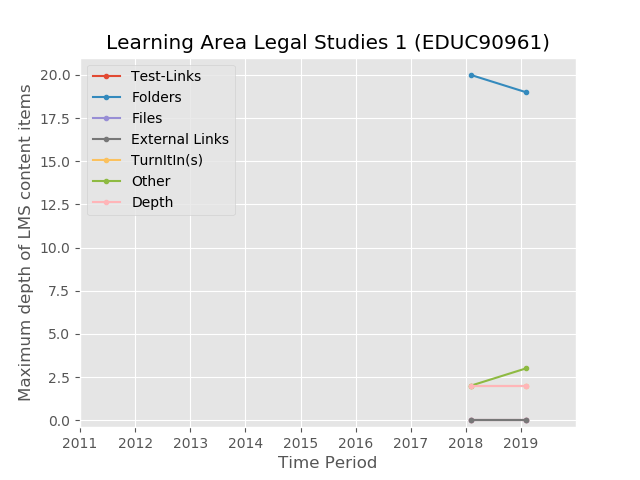 Learning Area Legal Studies 1 (EDUC90961)
Test-Links
Folders
Files
External Links
TurnItIn(s)
Other
Depth
20.0
17.5
15.0
12.5
10.0
7.5
5.0
2.5
0.0
Maximum depth of LMS content items
2011 2012 2013 2014 2015 2016 2017 2018 2019
Time Period